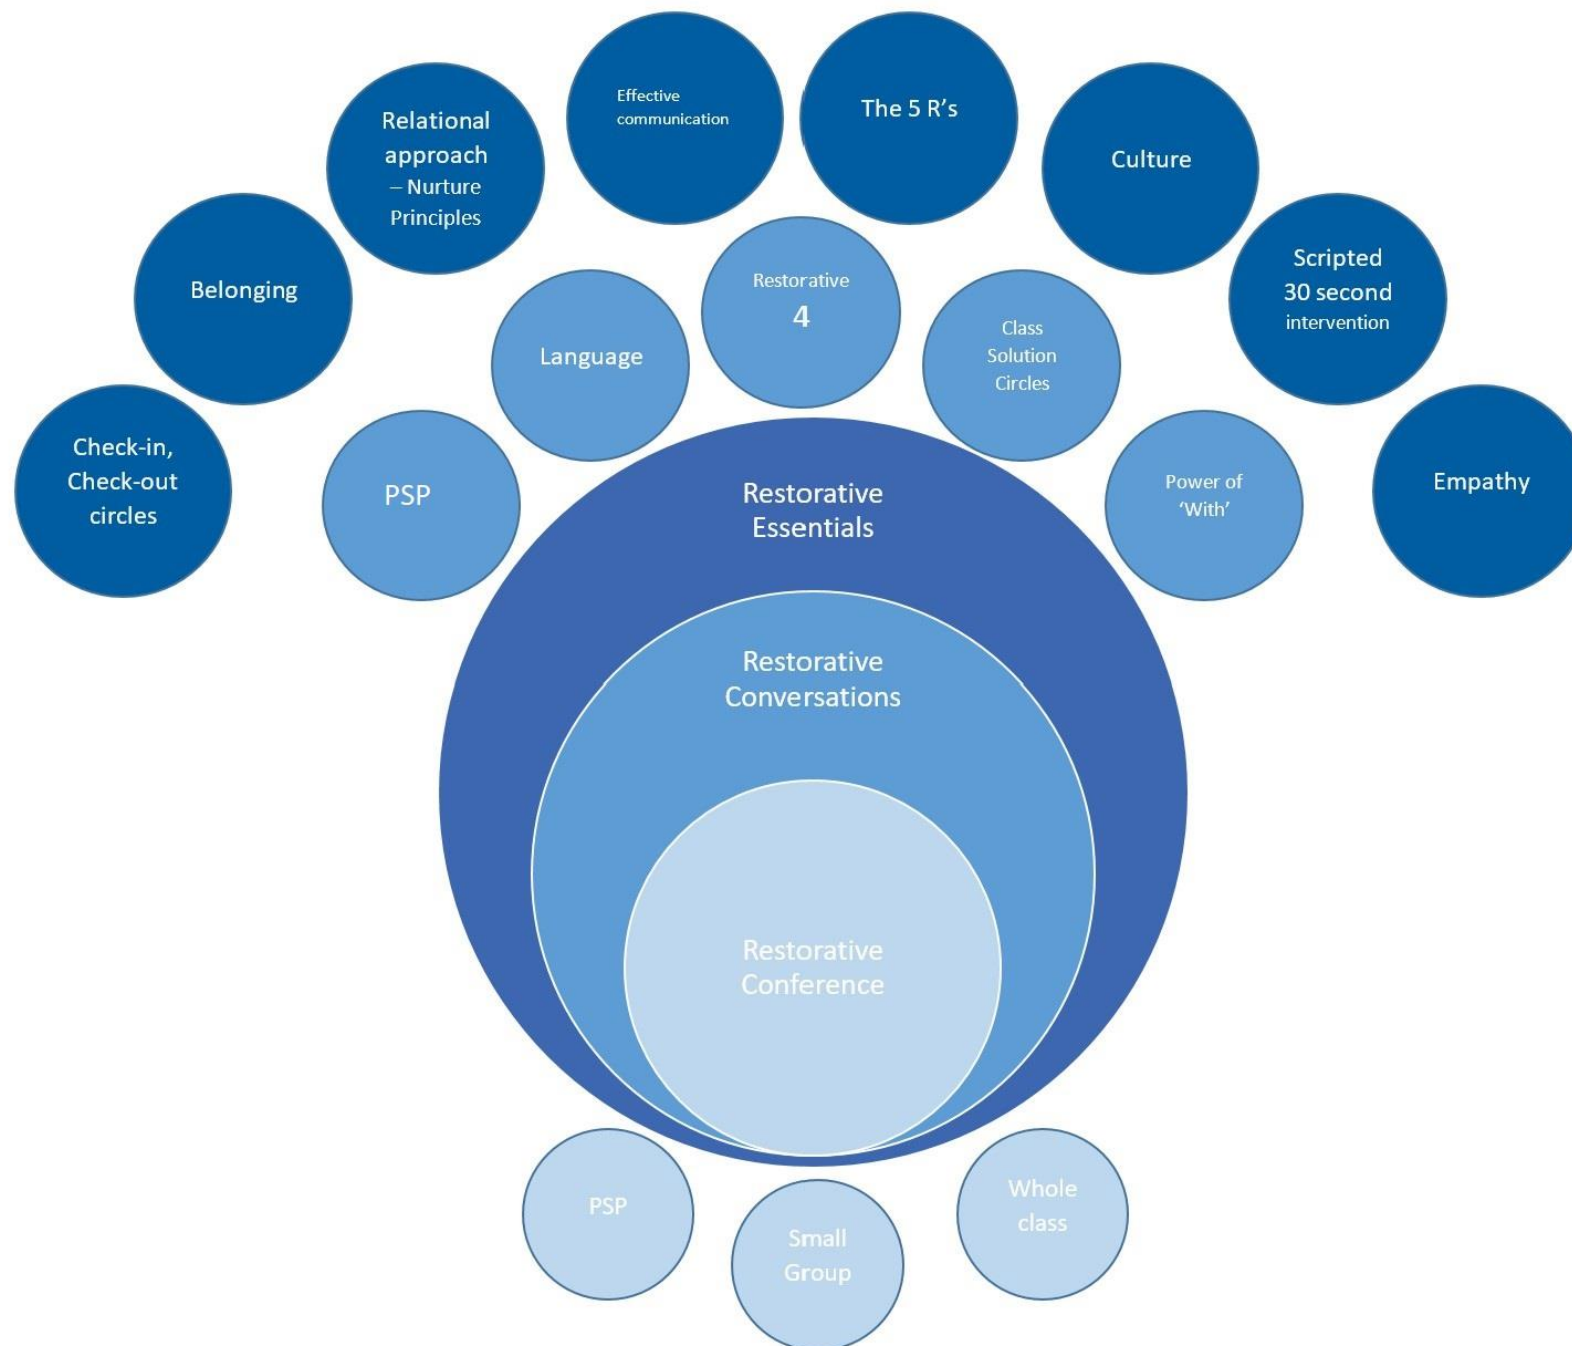 Effective
communication
The 5 R's
Relational
approach
– Nurture
Principles
Culture
Belonging
Scripted
30 second
intervention
Restorative
4
Language
Class
Solution
Circles
Check-in,
Check-out
circles
PSP
Power of
‘With’
Empathy
Restorative
Essentials
Restorative
Conversations
Restorative
Conference
PSP
Small
Group
Whole
class